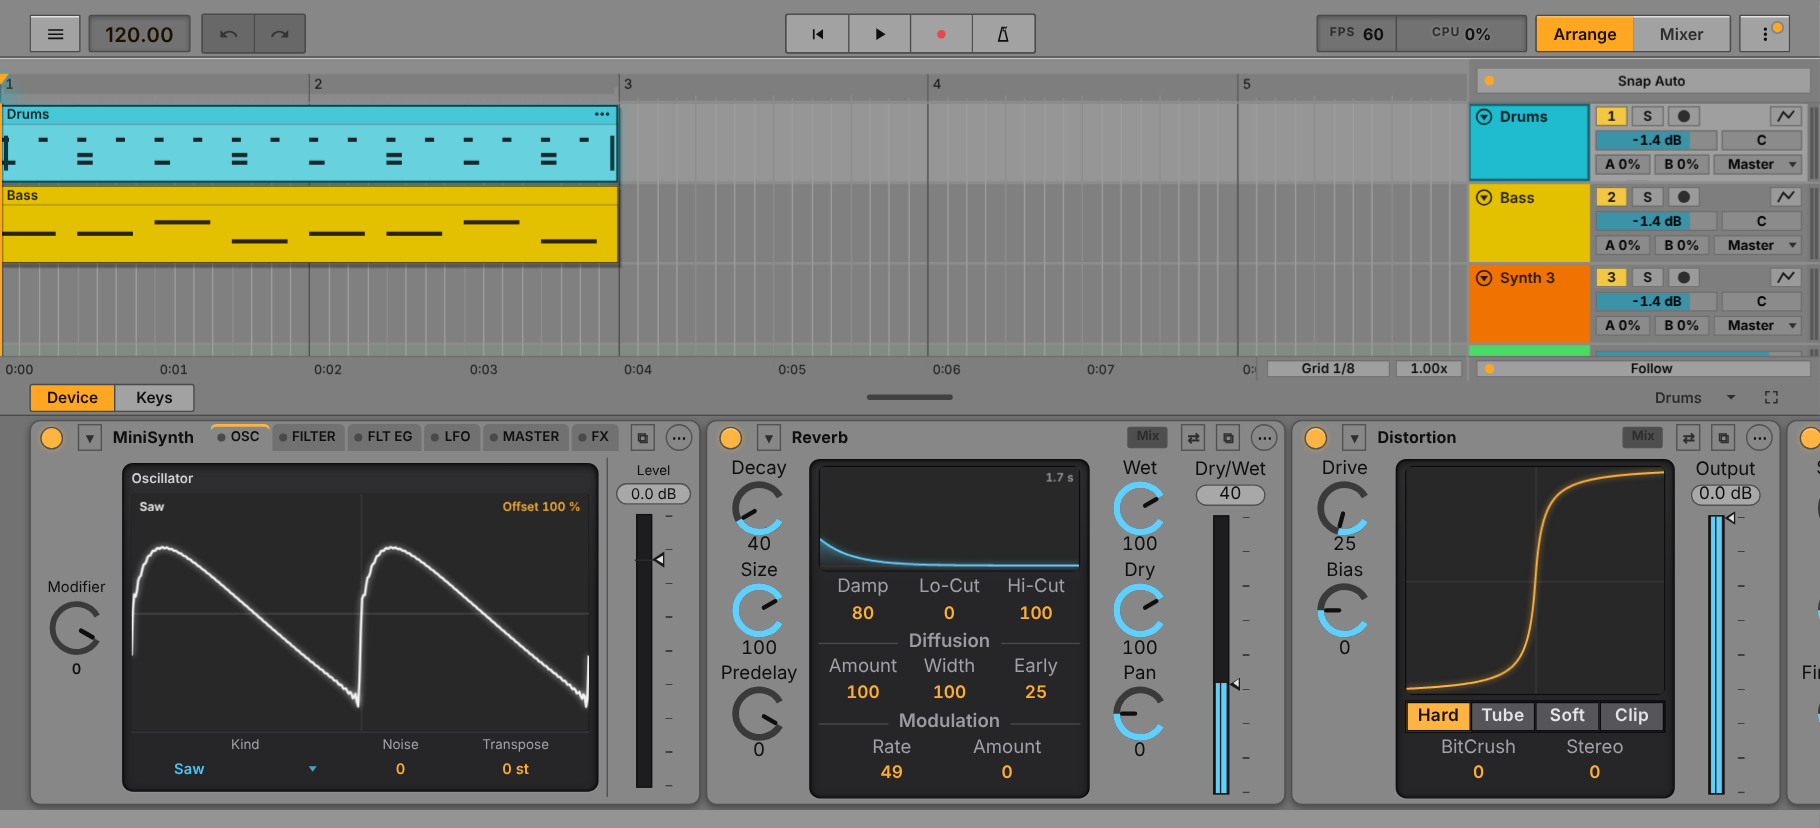 120.00
FPS 60
CPU 0%
Arrange
Mixer
1 2 3 4 5
Snap Auto
Drums
Drums
1 S
-1.4 dB C
A 0% B 0% Master
Bass
Bass
2 S
-1.4 dB C
A 0% B 0% Master
Synth 3
3 S
-1.4 dB C
A 0% B 0% Master
0:00 0:01 0:02 0:03 0:04 0:05 0:06 0:07 0:
Grid 1/8
1.00x
Follow
Device
Keys
Drums
MiniSynth
OSC FILTER FLT EG LFO MASTER FX
Oscillator
Saw
Offset 100 %
Modifier
0
Kind Noise Transpose
Saw 0 0 st
Level
0.0 dB
Reverb
Mix
Decay
40
Size
100
Predelay
0
1.7 s
Damp Lo-Cut Hi-Cut
80 0 100
Diffusion
Amount Width Early
100 100 25
Modulation
Rate Amount
49 0
Wet
100
Dry
100
Pan
0
Dry/Wet
40
Distortion
Mix
Drive
25
Bias
0
Hard Tube Soft Clip
BitCrush Stereo
0 0
Output
0.0 dB